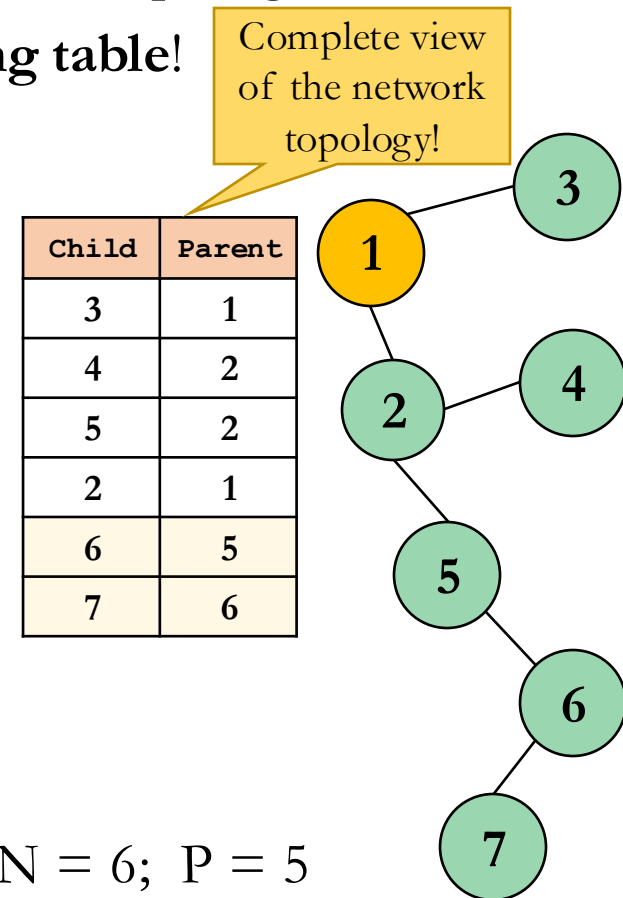 ng table!
Complete view
of the network
topology!
Child Parent
3 1
4 2
5 2
2 1
6 5
7 6
1
3
2
4
5
6
7
N = 6; P = 5